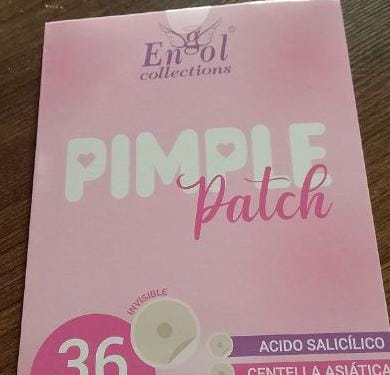 Engol
collections
PIMPLE
Patch
INVISIBLE
36
ACIDO SALICÍLICO
CENTELLA ASIÁTICA